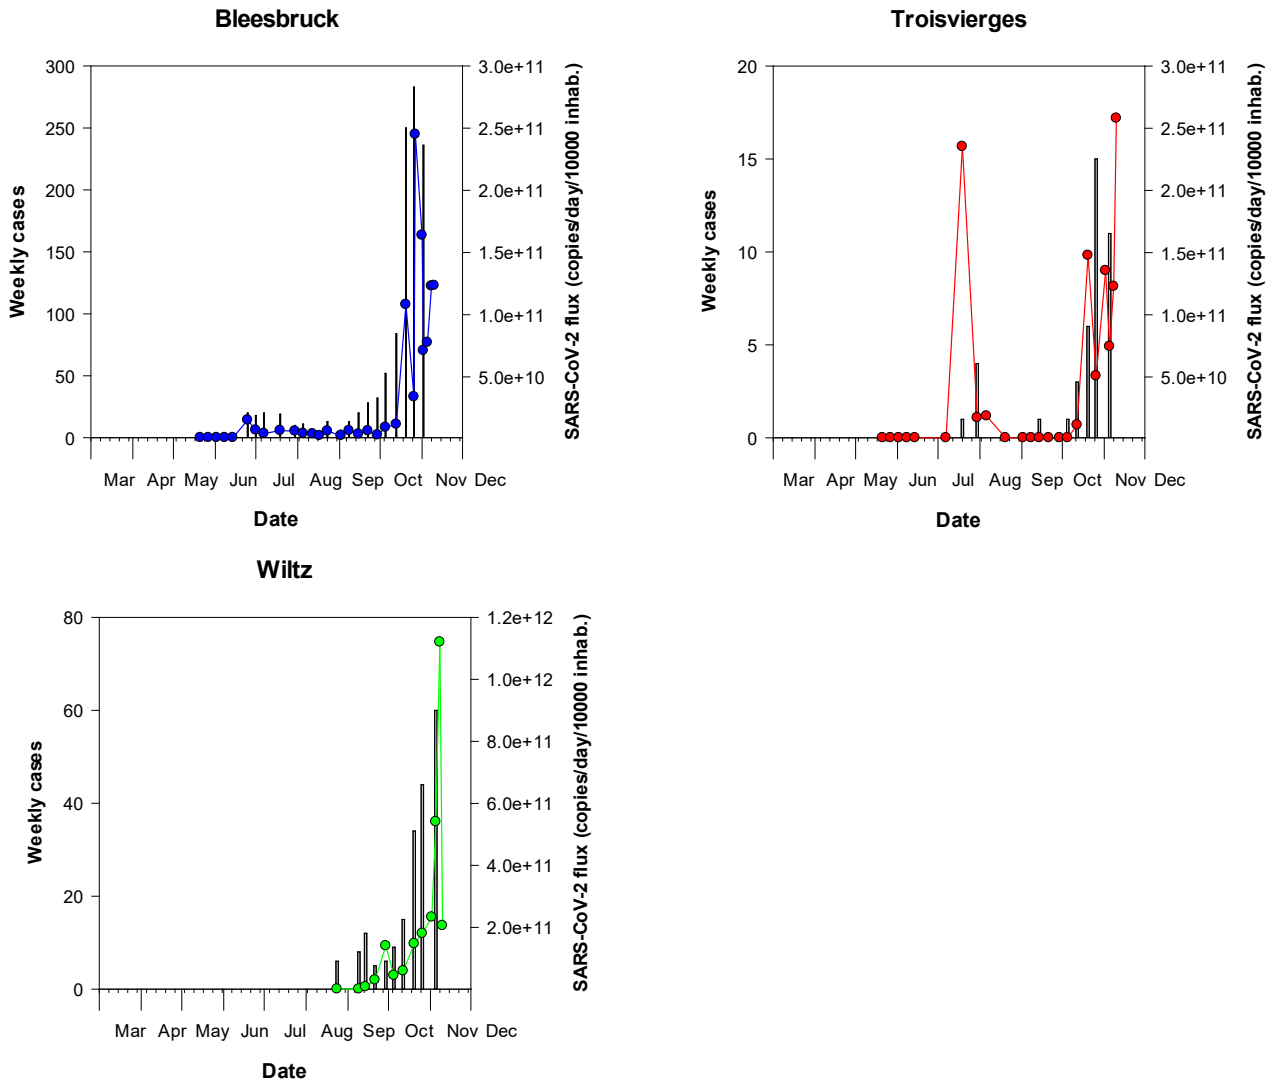 Bleesbruck
300
250
200
150
100
50
0
Weekly cases
3.0e+11
2.5e+11
2.0e+11
1.5e+11
1.0e+11
5.0e+10
SARS-CoV-2 flux (copies/day/10000 inhab.)
Mar Apr May Jun Jul Aug Sep Oct Nov Dec
Date
Troisvierges
20
15
10
5
0
Weekly cases
3.0e+11
2.5e+11
2.0e+11
1.5e+11
1.0e+11
5.0e+10
SARS-CoV-2 flux (copies/day/10000 inhab.)
Mar Apr May Jun Jul Aug Sep Oct Nov Dec
Date
Wiltz
80
60
40
20
0
Weekly cases
1.2e+12
1.0e+12
8.0e+11
6.0e+11
4.0e+11
2.0e+11
SARS-CoV-2 flux (copies/day/10000 inhab.)
Mar Apr May Jun Jul Aug Sep Oct Nov Dec
Date